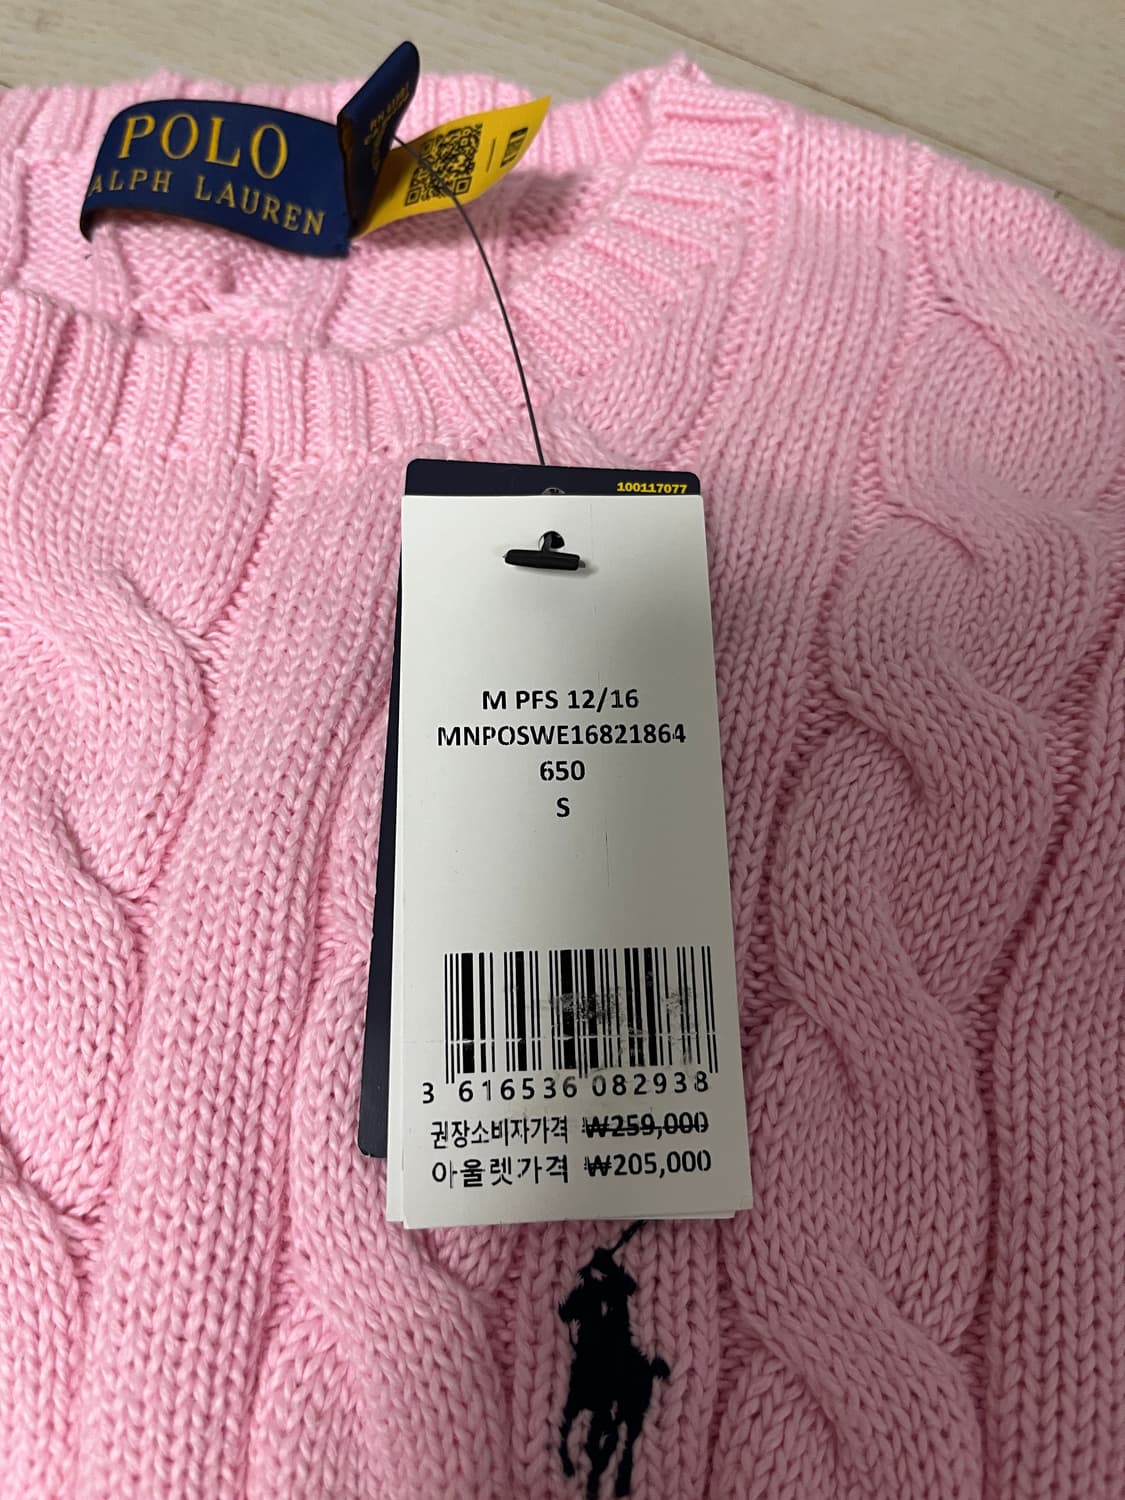 POLO
ALPH LAUREN
100117077
M PFS 12/16
MNPOSWE16821864
650
S
3 616536 082938
권장소비자가격 ₩259,000
아울렛가격 ₩205,000